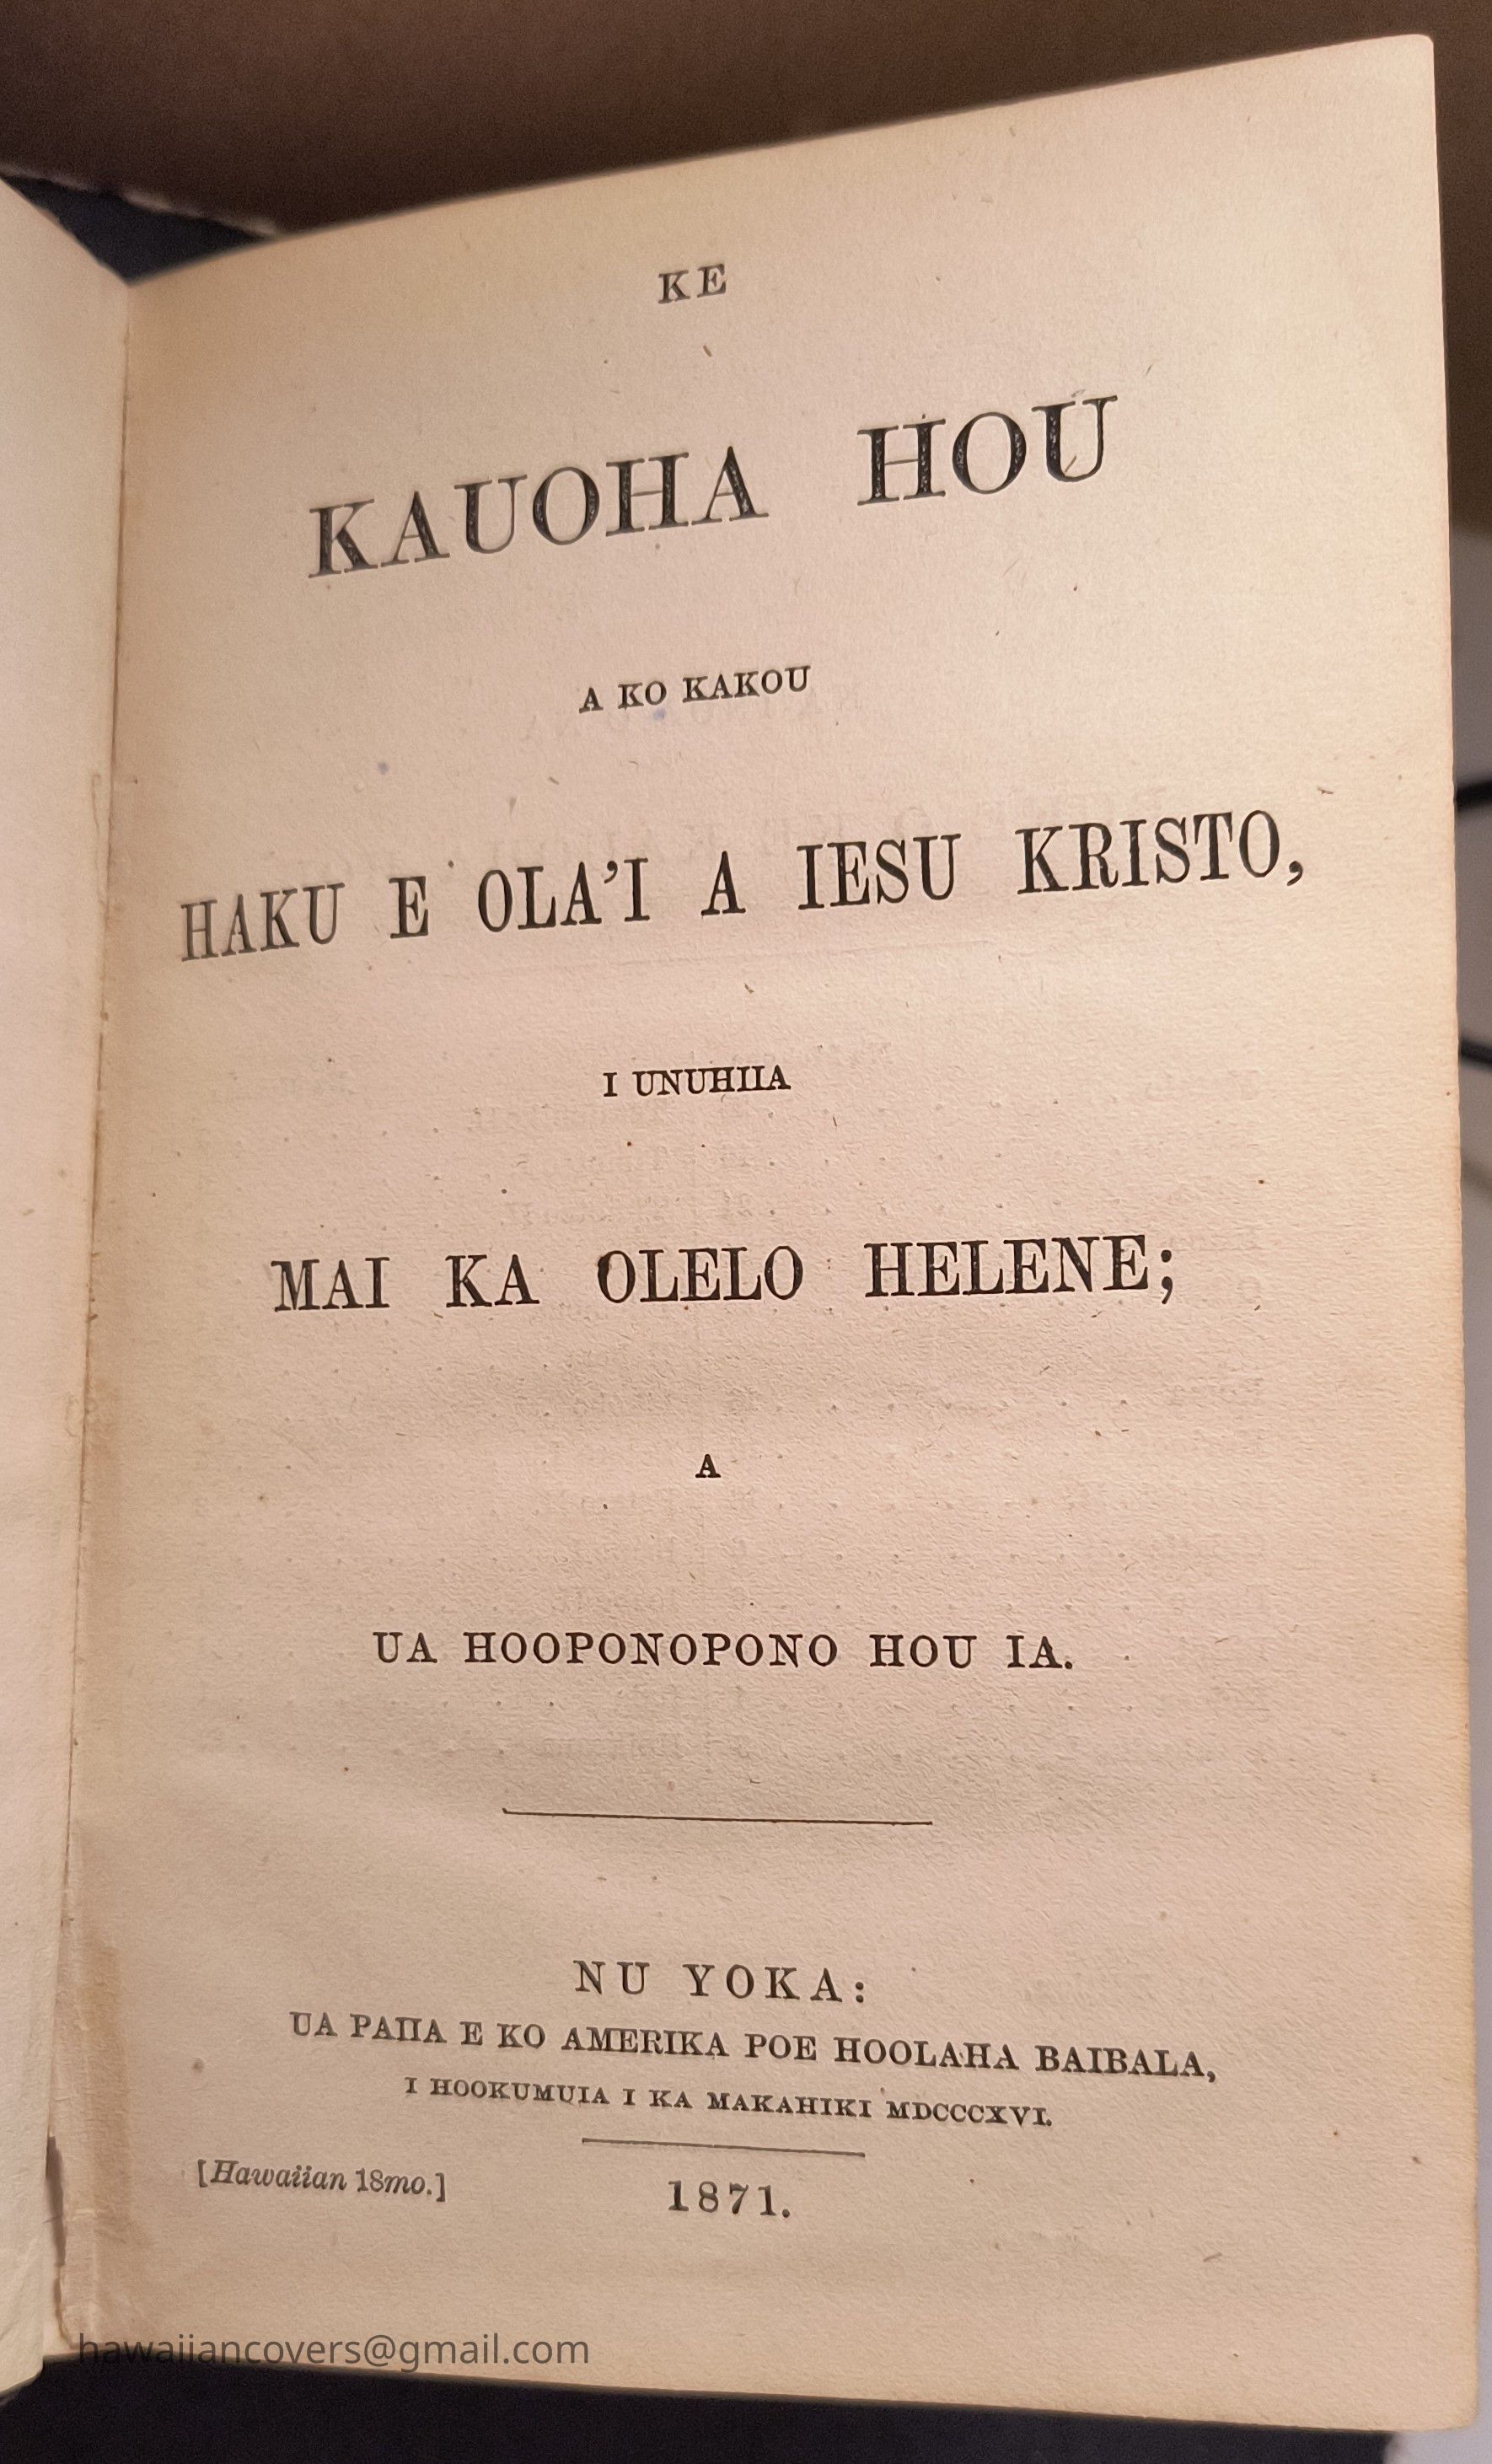 KE
KAUOHA HOU
A KO KAKOU
HAKU E OLA'I A IESU KRISTO,
I UNUHIIA
MAI KA OLELO HELENE;
A
UA HOOPONOPONO HOU IA.
NU YOKA:
UA PAIIA E KO AMERIKA POE HOOLAHA BAIBALA,
I HOOKUMUIA I KA MAKAHIKI MDCCCXVI.
[Hawaiian 18mo.]
1871.
hawaiiancovers@gmail.com